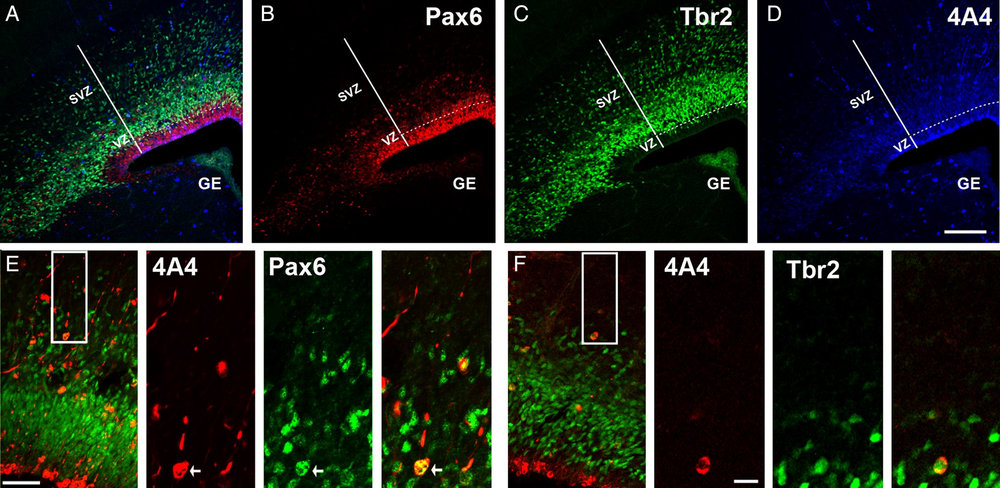 A
SVZ
VZ
GE
B
Pax6
SVZ
VZ
GE
C
Tbr2
SVZ
VZ
GE
D
4A4
SVZ
VZ
GE
E
4A4
Pax6
F
4A4
Tbr2